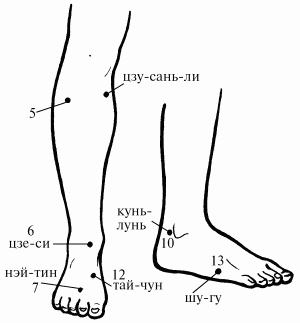 цзу-сань-ли
5
6
цзе-си
нэй-тин
7
12
тай-чун
кунь-
лунь
10
13
шу-гу